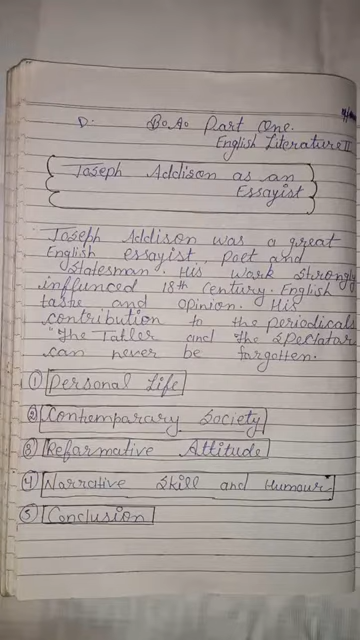 D.
B.A. Part One.
English Literature II
Joseph Addison as an
Essayist
Joseph Addison was a great
English essayist, Poet and
Statesman. His work strongly
influnced 18th Century. English
taste and opinion. His
contribution to the periodicals
"The Tatler and The Spectator
can never be forgotten.
① Personal Life
② Contemparary Society
③ Reformative Attitude
④ Narrative Skill and Humour
⑤ Conclusion